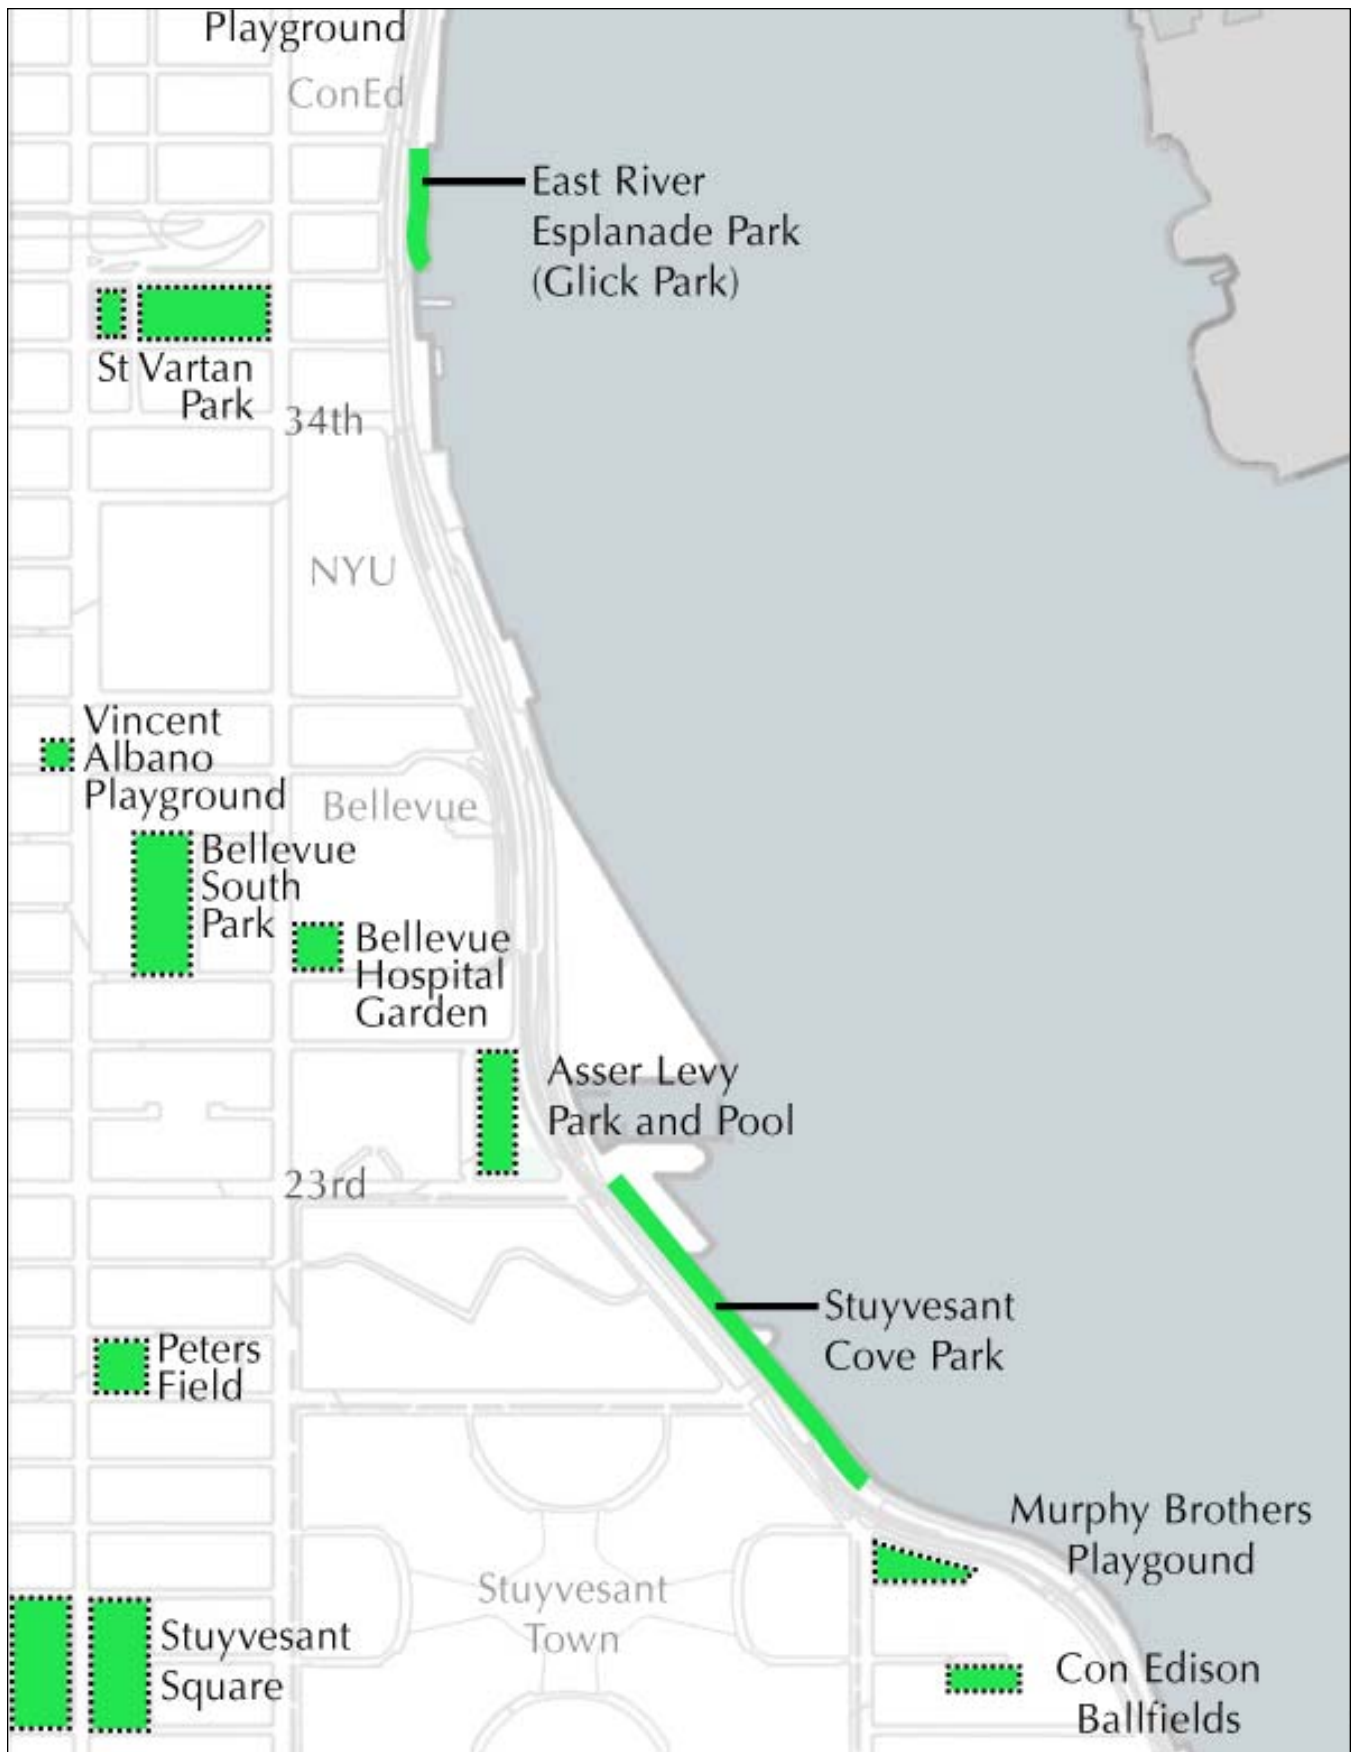 Playground
ConEd
East River
Esplanade Park
(Glick Park)
St Vartan
Park
34th
NYU
Vincent
Albano
Playground
Bellevue
Bellevue
South
Park
Bellevue
Hospital
Garden
Asser Levy
Park and Pool
23rd
Stuyvesant
Cove Park
Peters
Field
Murphy Brothers
Playgound
Stuyvesant
Town
Stuyvesant
Square
Con Edison
Ballfields